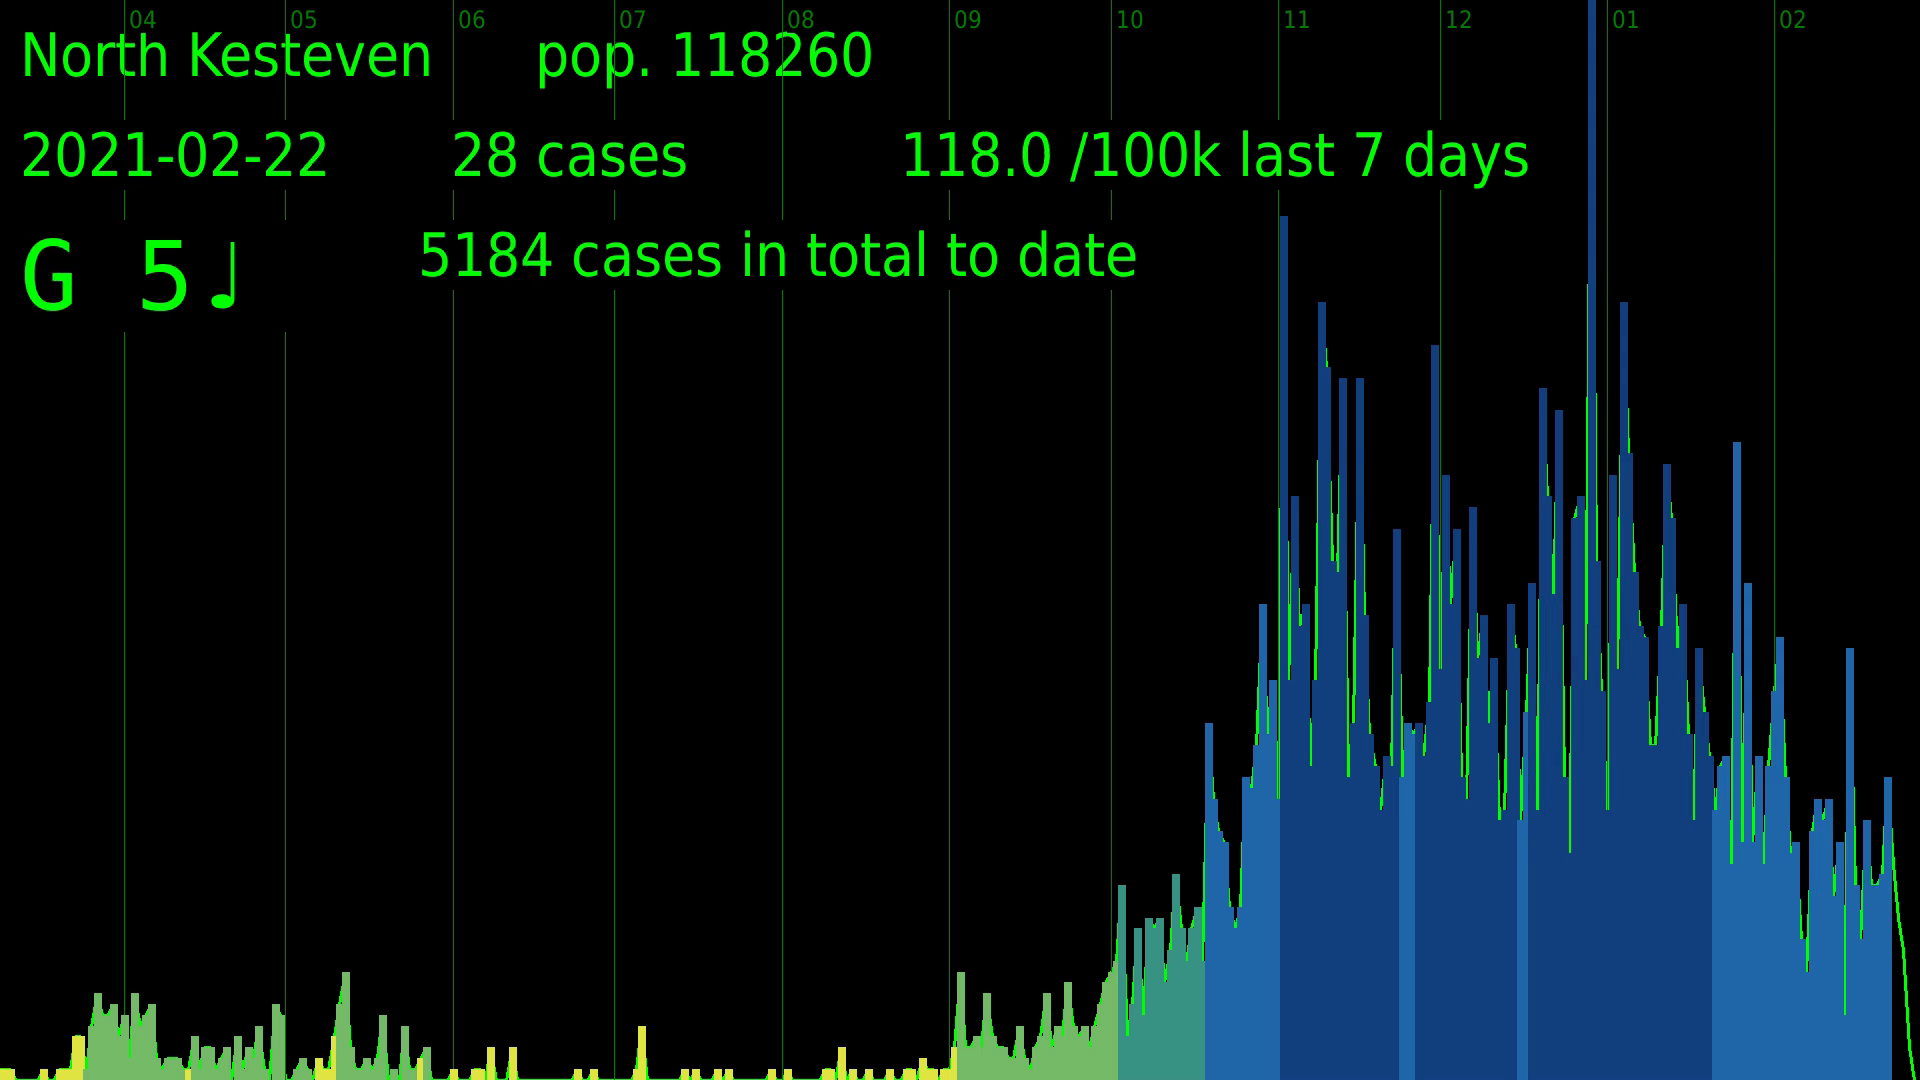 04 05 06 07 08 09 10 11 12 01 02
North Kesteven pop. 118260
2021-02-22 28 cases 118.0 /100k last 7 days
G 5♩ 5184 cases in total to date